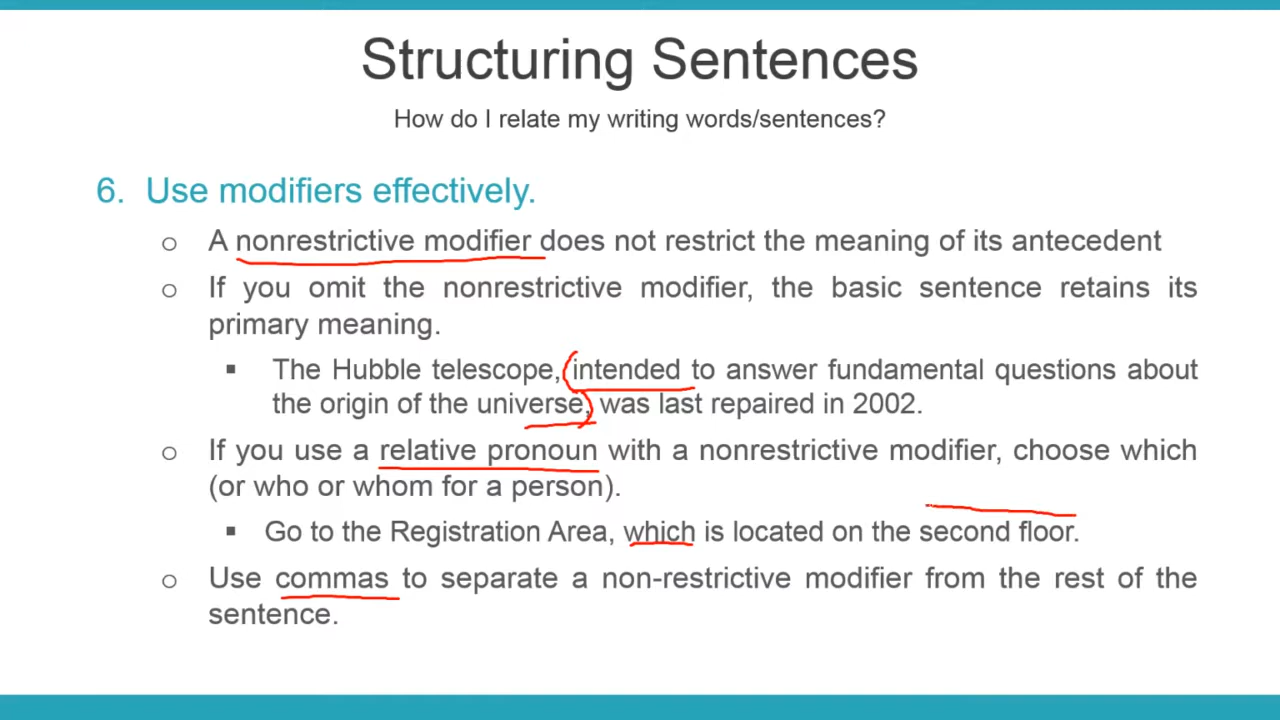 Structuring Sentences
How do I relate my writing words/sentences?
6. Use modifiers effectively.
o A nonrestrictive modifier does not restrict the meaning of its antecedent
o If you omit the nonrestrictive modifier, the basic sentence retains its
primary meaning.
▪ The Hubble telescope, intended to answer fundamental questions about
the origin of the universe, was last repaired in 2002.
o If you use a relative pronoun with a nonrestrictive modifier, choose which
(or who or whom for a person).
▪ Go to the Registration Area, which is located on the second floor.
o Use commas to separate a non-restrictive modifier from the rest of the
sentence.